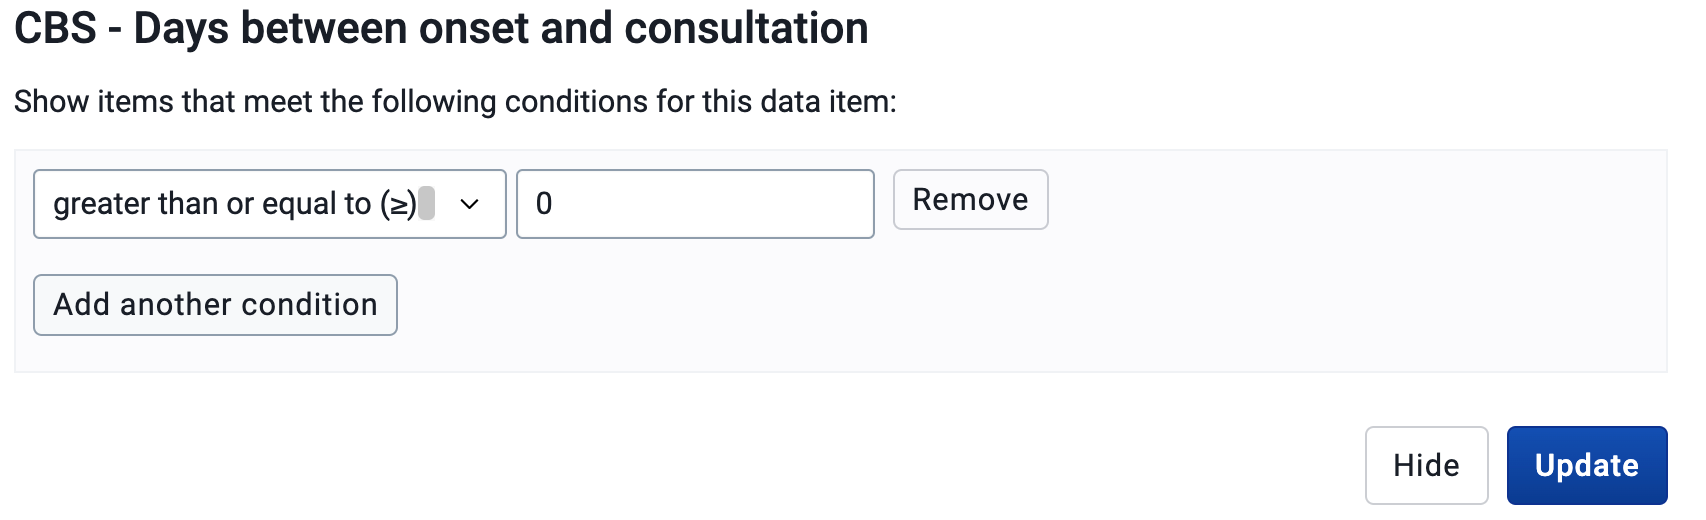 CBS - Days between onset and consultation
Show items that meet the following conditions for this data item:
greater than or equal to (≥)
0
Remove
Add another condition
Hide
Update